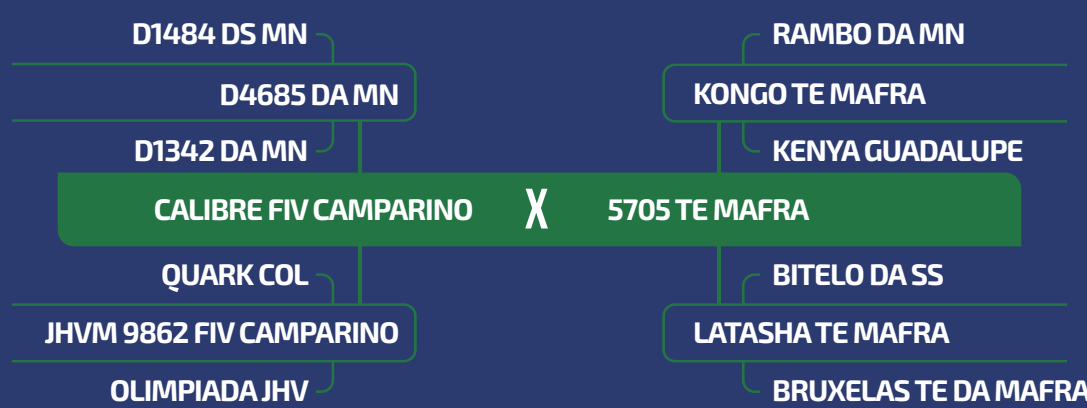 D1484 DS MN
RAMBO DA MN
D4685 DA MN
KONGO TE MAFRA
D1342 DA MN
KENYA GUADALUPE
CALIBRE FIV CAMPARINO X 5705 TE MAFRA
QUARK COL
BITELO DA SS
JHVM 9862 FIV CAMPARINO
LATASHA TE MAFRA
OLIMPIADA JHV
BRUXELAS TE DA MAFRA